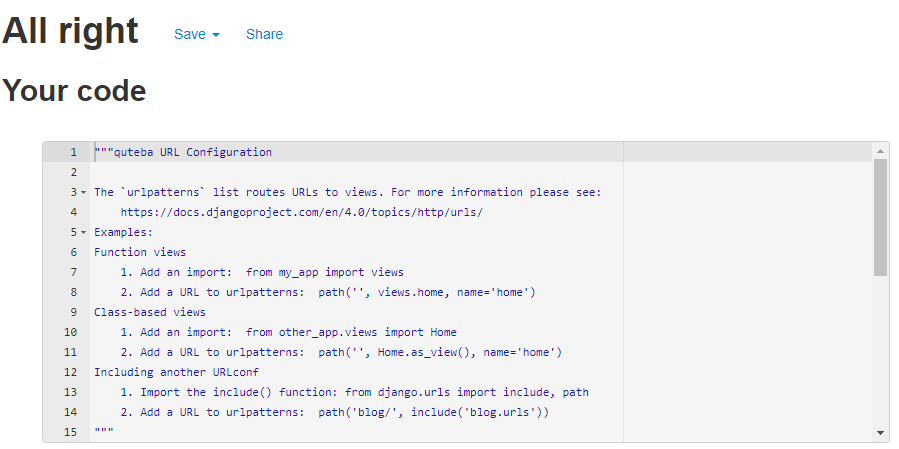 All right Save Share
Your code
1 """quteba URL Configuration
2
3 The `urlpatterns` list routes URLs to views. For more information please see:
4     https://docs.djangoproject.com/en/4.0/topics/http/urls/
5 Examples:
6 Function views
7     1. Add an import:  from my_app import views
8     2. Add a URL to urlpatterns:  path('', views.home, name='home')
9 Class-based views
10     1. Add an import:  from other_app.views import Home
11     2. Add a URL to urlpatterns:  path('', Home.as_view(), name='home')
12 Including another URLconf
13     1. Import the include() function: from django.urls import include, path
14     2. Add a URL to urlpatterns:  path('blog/', include('blog.urls'))
15 """